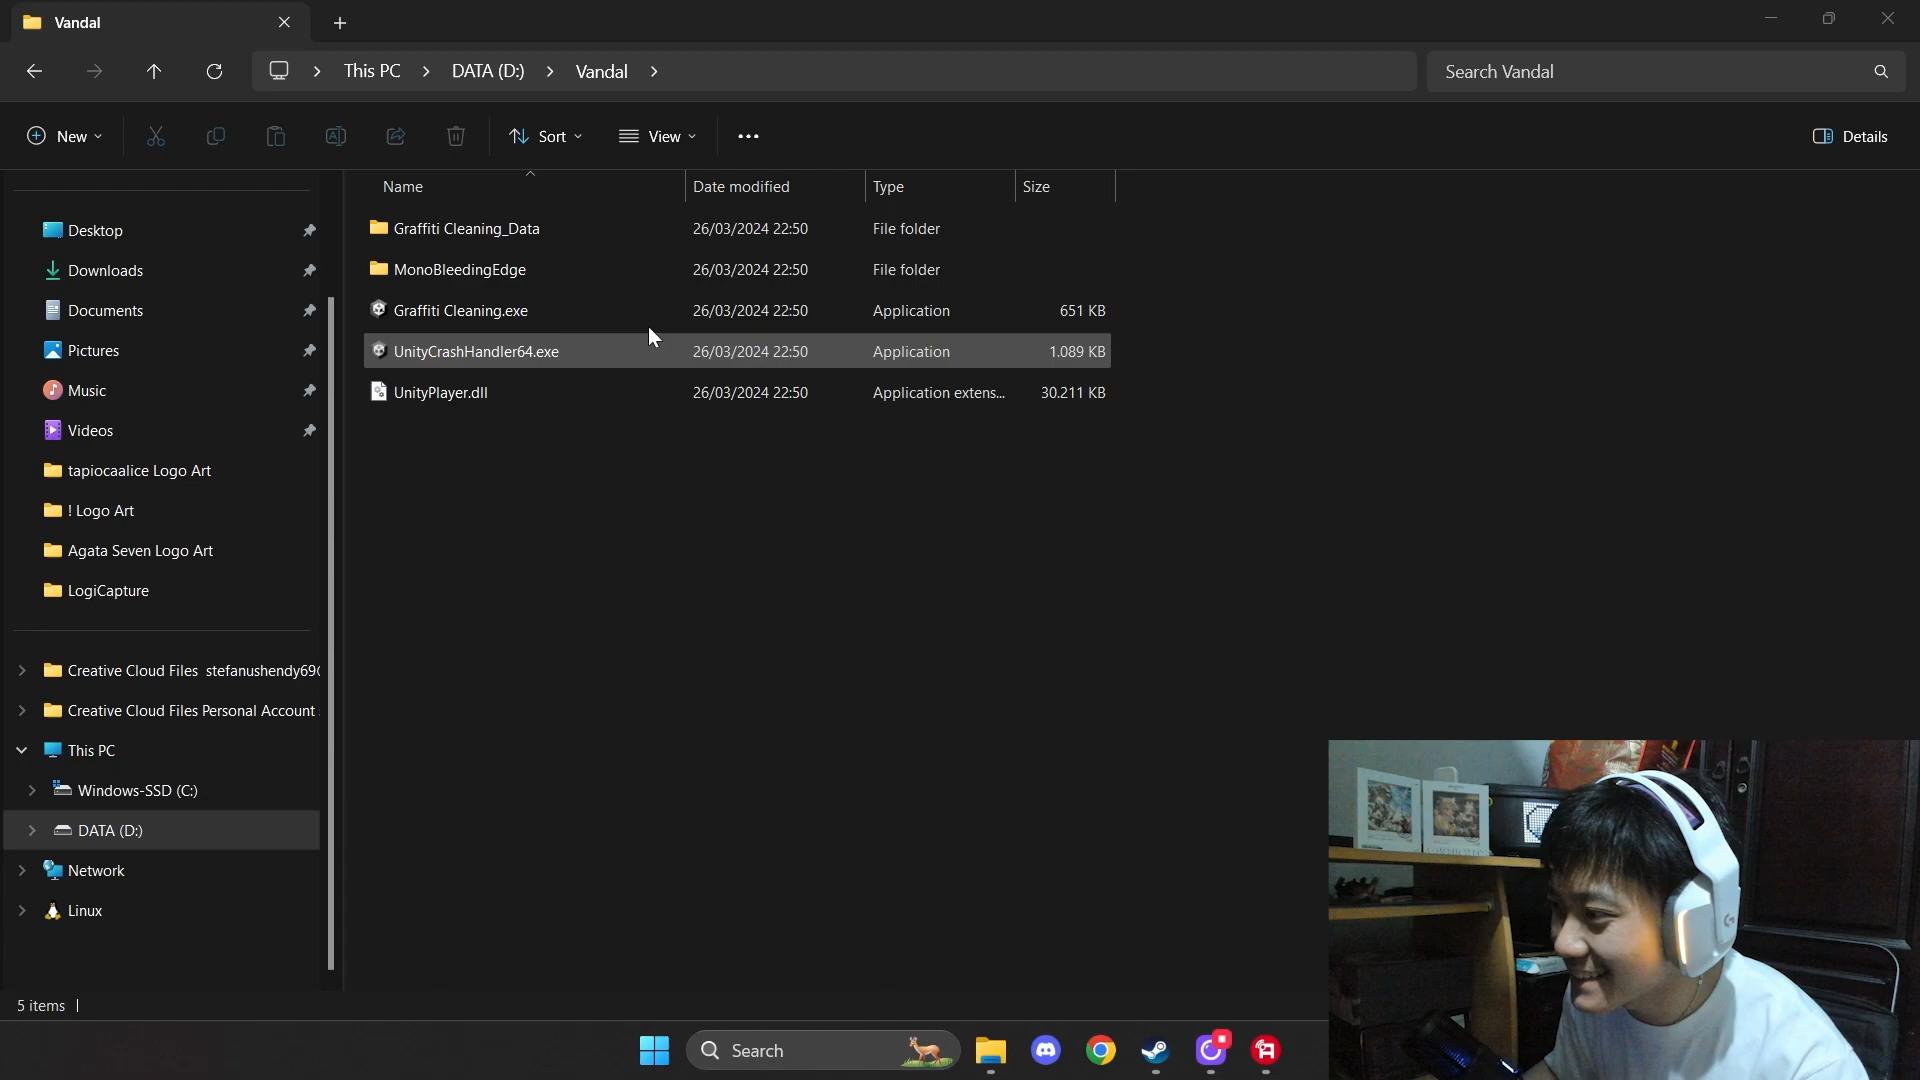 Vandal
This PC
DATA (D:)
Vandal
Search Vandal
New
Sort
View
Details
Name
Date modified
Type
Size
Graffiti Cleaning_Data
26/03/2024 22:50
File folder
MonoBleedingEdge
26/03/2024 22:50
File folder
Graffiti Cleaning.exe
26/03/2024 22:50
Application
651 KB
UnityCrashHandler64.exe
26/03/2024 22:50
Application
1.089 KB
UnityPlayer.dll
26/03/2024 22:50
Application extens...
30.211 KB
Desktop
Downloads
Documents
Pictures
Music
Videos
tapiocaalice Logo Art
! Logo Art
Agata Seven Logo Art
LogiCapture
Creative Cloud Files stefanushendy69
Creative Cloud Files Personal Account
This PC
Windows-SSD (C:)
DATA (D:)
Network
Linux
5 items
Search